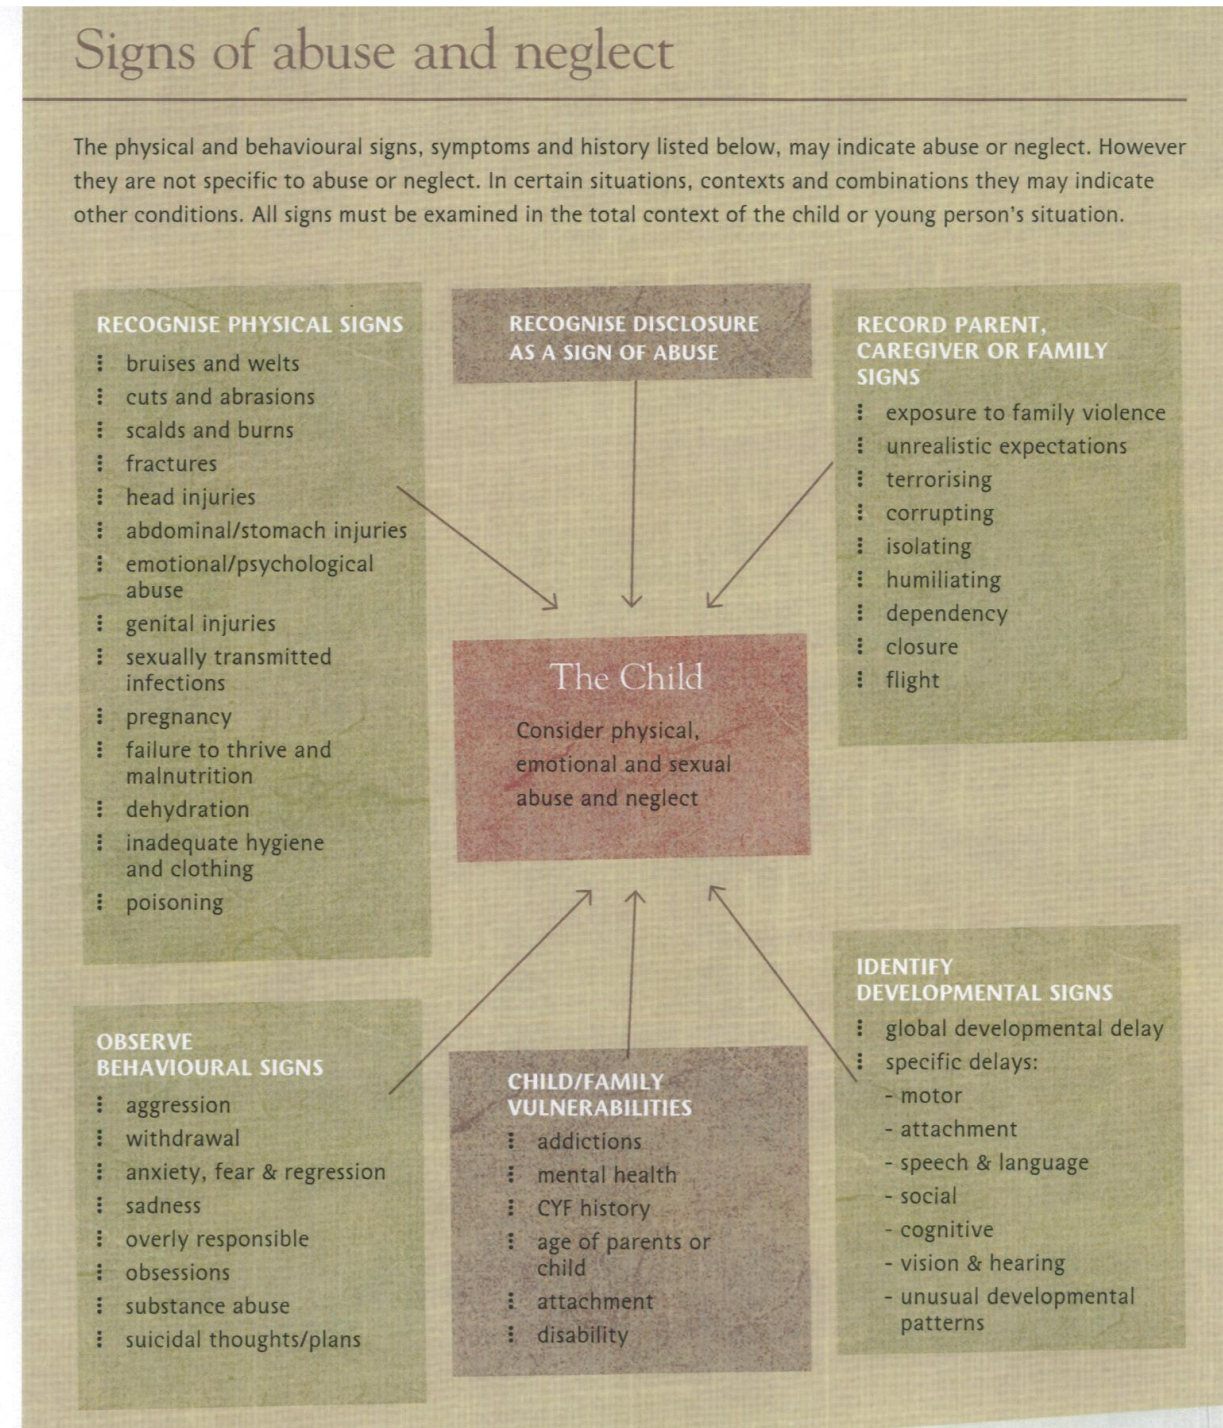 Signs of abuse and neglect
The physical and behavioural signs, symptoms and history listed below, may indicate abuse or neglect. However
they are not specific to abuse or neglect. In certain situations, contexts and combinations they may indicate
other conditions. All signs must be examined in the total context of the child or young person's situation.
RECOGNISE PHYSICAL SIGNS
bruises and welts
cuts and abrasions
scalds and burns
fractures
head injuries
abdominal/stomach injuries
emotional/psychological
abuse
genital injuries
sexually transmitted
infections
pregnancy
failure to thrive and
malnutrition
dehydration
inadequate hygiene
and clothing
poisoning
RECOGNISE DISCLOSURE
AS A SIGN OF ABUSE
RECORD PARENT,
CAREGIVER OR FAMILY
SIGNS
exposure to family violence
unrealistic expectations
terrorising
corrupting
isolating
humiliating
dependency
closure
flight
The Child
Consider physical,
emotional and sexual
abuse and neglect
OBSERVE
BEHAVIOURAL SIGNS
aggression
withdrawal
anxiety, fear & regression
sadness
overly responsible
obsessions
substance abuse
suicidal thoughts/plans
CHILD/FAMILY
VULNERABILITIES
addictions
mental health
CYF history
age of parents or
child
attachment
disability
IDENTIFY
DEVELOPMENTAL SIGNS
global developmental delay
specific delays:
- motor
- attachment
- speech & language
- social
- cognitive
- vision & hearing
- unusual developmental
patterns